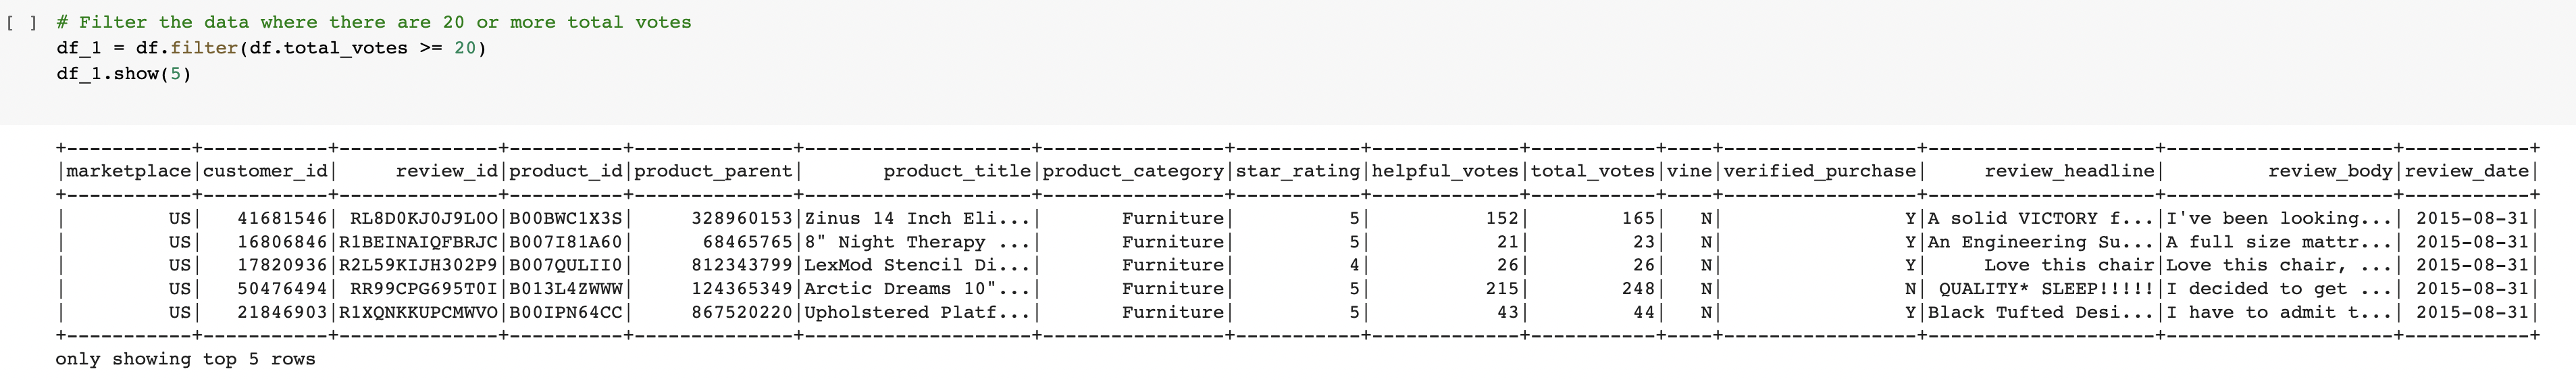 [ ] # Filter the data where there are 20 or more total votes
df_1 = df.filter(df.total_votes >= 20)
df_1.show(5)
+-----------+-----------+--------------+----------+--------------+--------------------+----------------+-----------+-------------+-----------+----+-----------------+--------------------+--------------------+-----------+
|marketplace|customer_id|     review_id|product_id|product_parent|       product_title|product_category|star_rating|helpful_votes|total_votes|vine|verified_purchase|     review_headline|         review_body|review_date|
+-----------+-----------+--------------+----------+--------------+--------------------+----------------+-----------+-------------+-----------+----+-----------------+--------------------+--------------------+-----------+
|         US|   41681546| RL8D0KJ0J9L0O|B00BWC1X3S|     328960153|Zinus 14 Inch Eli...|       Furniture|          5|          152|        165|   N|                Y|A solid VICTORY f...|I've been looking...| 2015-08-31|
|         US|   16806846|R1BEINAIQFBRJC|B007I81A60|      68465765|8" Night Therapy ...|       Furniture|          5|           21|         23|   N|                Y|An Engineering Su...|A full size mattr...| 2015-08-31|
|         US|   17820936|R2L59KIJH302P9|B007QULII0|     812343799|LexMod Stencil Di...|       Furniture|          4|           26|         26|   N|                Y|     Love this chair|Love this chair, ...| 2015-08-31|
|         US|   50476494| RR99CPG695T0I|B013L4ZWWW|     124365349|Arctic Dreams 10"...|       Furniture|          5|          215|        248|   N|                N| QUALITY* SLEEP!!!!!|I decided to get ...| 2015-08-31|
|         US|   21846903|R1XQNKKUPCMWVO|B00IPN64CC|     867520220|Upholstered Platf...|       Furniture|          5|           43|         44|   N|                Y|Black Tufted Desi...|I have to admit t...| 2015-08-31|
+-----------+-----------+--------------+----------+--------------+--------------------+----------------+-----------+-------------+-----------+----+-----------------+--------------------+--------------------+-----------+
only showing top 5 rows